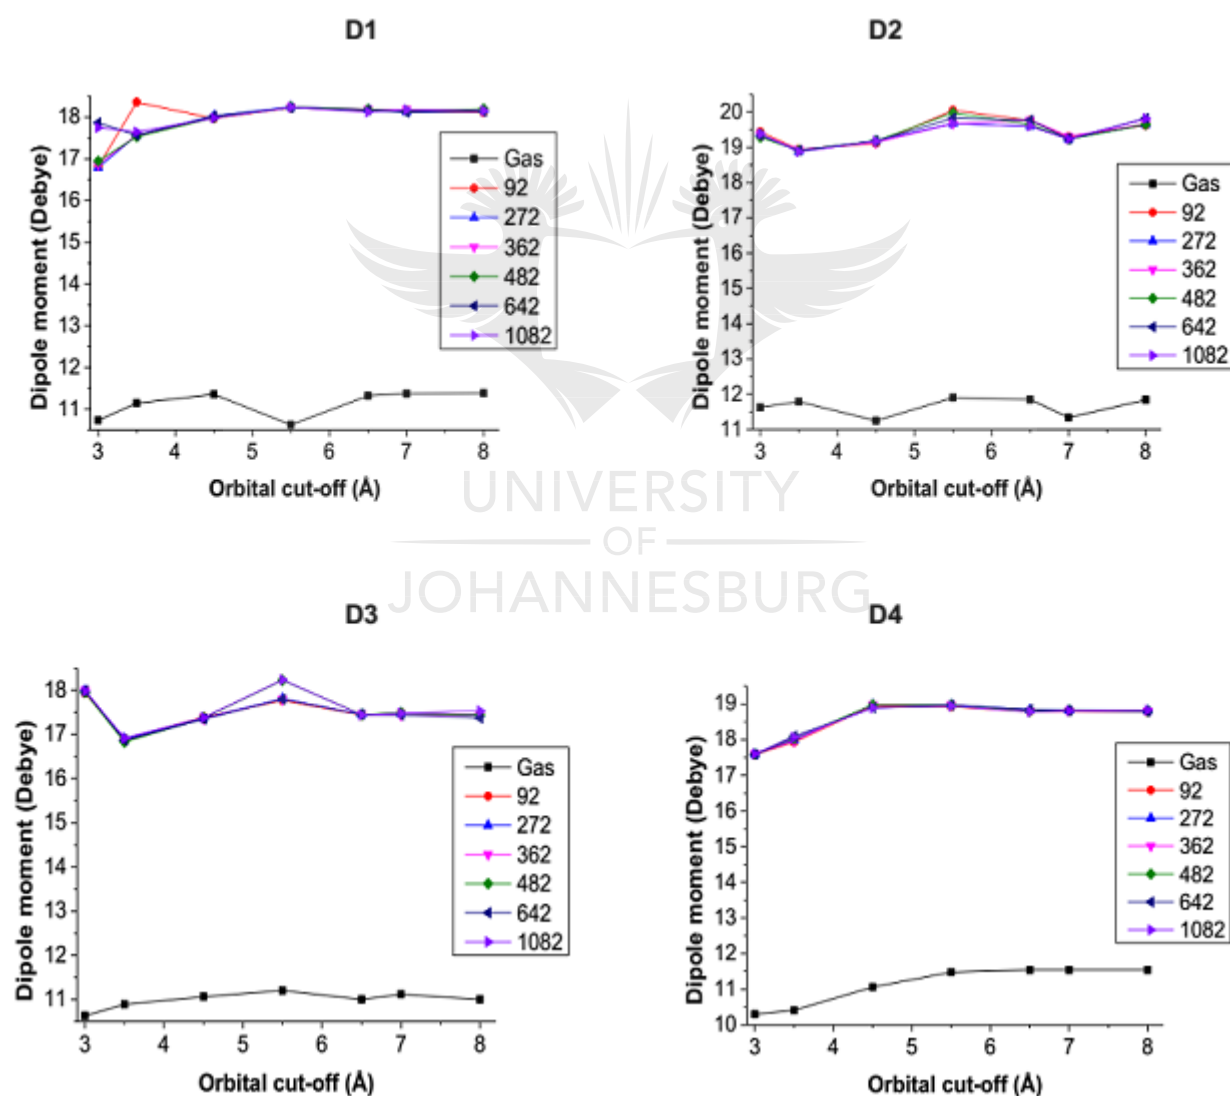 D1
Dipole moment (Debye)
18
17
16
15
14
13
12
11
3 4 5 6 7 8
Orbital cut-off (Å)
Gas
92
272
362
482
642
1082
D2
Dipole moment (Debye)
20
19
18
17
16
15
14
13
12
11
3 4 5 6 7 8
Orbital cut-off (Å)
Gas
92
272
362
482
642
1082
UNIVERSITY
OF
JOHANNESBURG
D3
Dipole moment (Debye)
18
17
16
15
14
13
12
11
3 4 5 6 7 8
Orbital cut-off (Å)
Gas
92
272
362
482
642
1082
D4
Dipole moment (Debye)
19
18
17
16
15
14
13
12
11
10
3 4 5 6 7 8
Orbital cut-off (Å)
Gas
92
272
362
482
642
1082